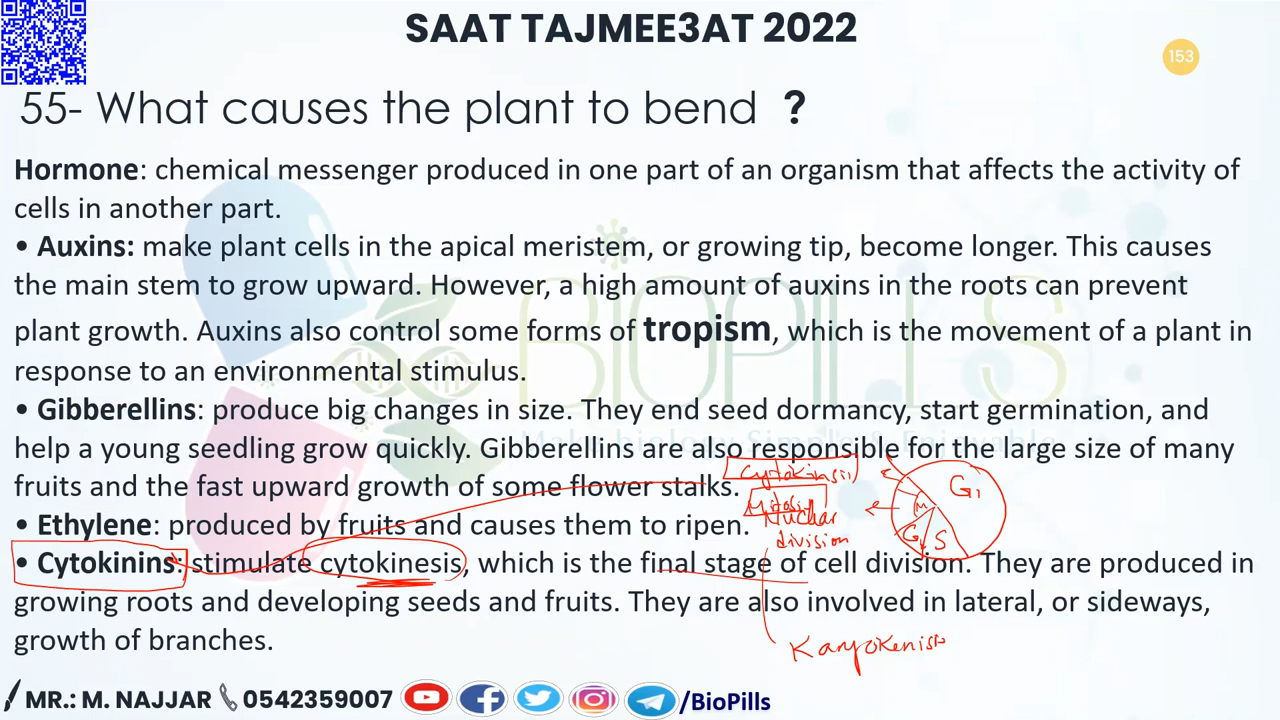 SAAT TAJMEE3AT 2022
153
55- What causes the plant to bend ?
Hormone: chemical messenger produced in one part of an organism that affects the activity of
cells in another part.
• Auxins: make plant cells in the apical meristem, or growing tip, become longer. This causes
the main stem to grow upward. However, a high amount of auxins in the roots can prevent
plant growth. Auxins also control some forms of tropism, which is the movement of a plant in
response to an environmental stimulus.
• Gibberellins: produce big changes in size. They end seed dormancy, start germination, and
help a young seedling grow quickly. Gibberellins are also responsible for the large size of many
fruits and the fast upward growth of some flower stalks.
G1
M
S
division
• Ethylene: produced by fruits and causes them to ripen.
• Cytokinins: stimulate cytokinesis, which is the final stage of cell division. They are produced in
growing roots and developing seeds and fruits. They are also involved in lateral, or sideways,
growth of branches.
MR.: M. NAJJAR 0542359007 /BioPills
BIOPILLS